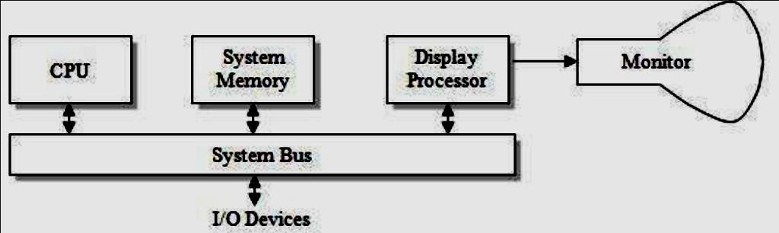 CPU
System
Memory
Display
Processor
Monitor
System Bus
I/O Devices